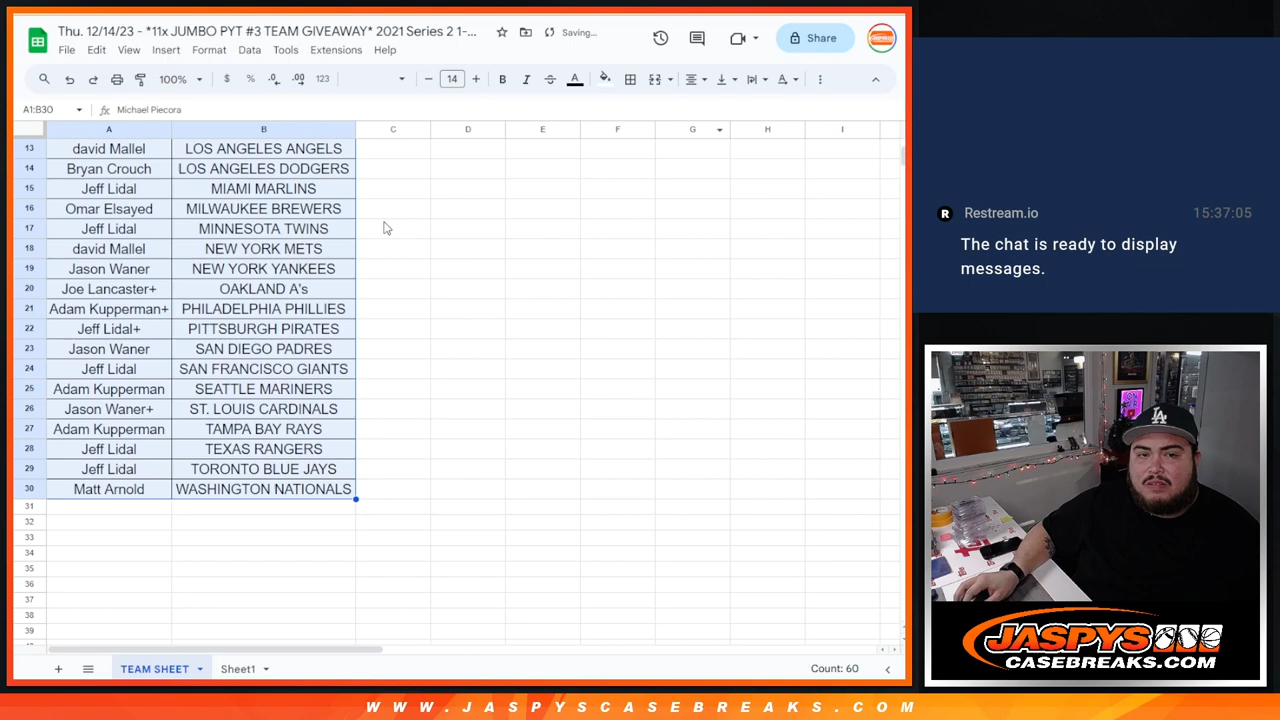 Thu. 12/14/23 - *11x JUMBO PYT #3 TEAM GIVEAWAY* 2021 Series 2 1-...
Saving...
File Edit View Insert Format Data Tools Extensions Help
Share
100% $ % .0 .00 123 14 B I A
A1:B30 fx Michael Piecora
A B C D E F G H I
13 david Mallel LOS ANGELES ANGELS
14 Bryan Crouch LOS ANGELES DODGERS
15 Jeff Lidal MIAMI MARLINS
16 Omar Elsayed MILWAUKEE BREWERS
17 Jeff Lidal MINNESOTA TWINS
18 david Mallel NEW YORK METS
19 Jason Waner NEW YORK YANKEES
20 Joe Lancaster+ OAKLAND A's
21 Adam Kupperman+ PHILADELPHIA PHILLIES
22 Jeff Lidal+ PITTSBURGH PIRATES
23 Jason Waner SAN DIEGO PADRES
24 Jeff Lidal SAN FRANCISCO GIANTS
25 Adam Kupperman SEATTLE MARINERS
26 Jason Waner+ ST. LOUIS CARDINALS
27 Adam Kupperman TAMPA BAY RAYS
28 Jeff Lidal TEXAS RANGERS
29 Jeff Lidal TORONTO BLUE JAYS
30 Matt Arnold WASHINGTON NATIONALS
31
32
33
34
35
36
37
38
39
TEAM SHEET Sheet1 Count: 60
R Restream.io 15:37:05
The chat is ready to display
messages.
LA
JASPYS
CASEBREAKS.COM
WWW.JASPYSCASEBREAKS.COM